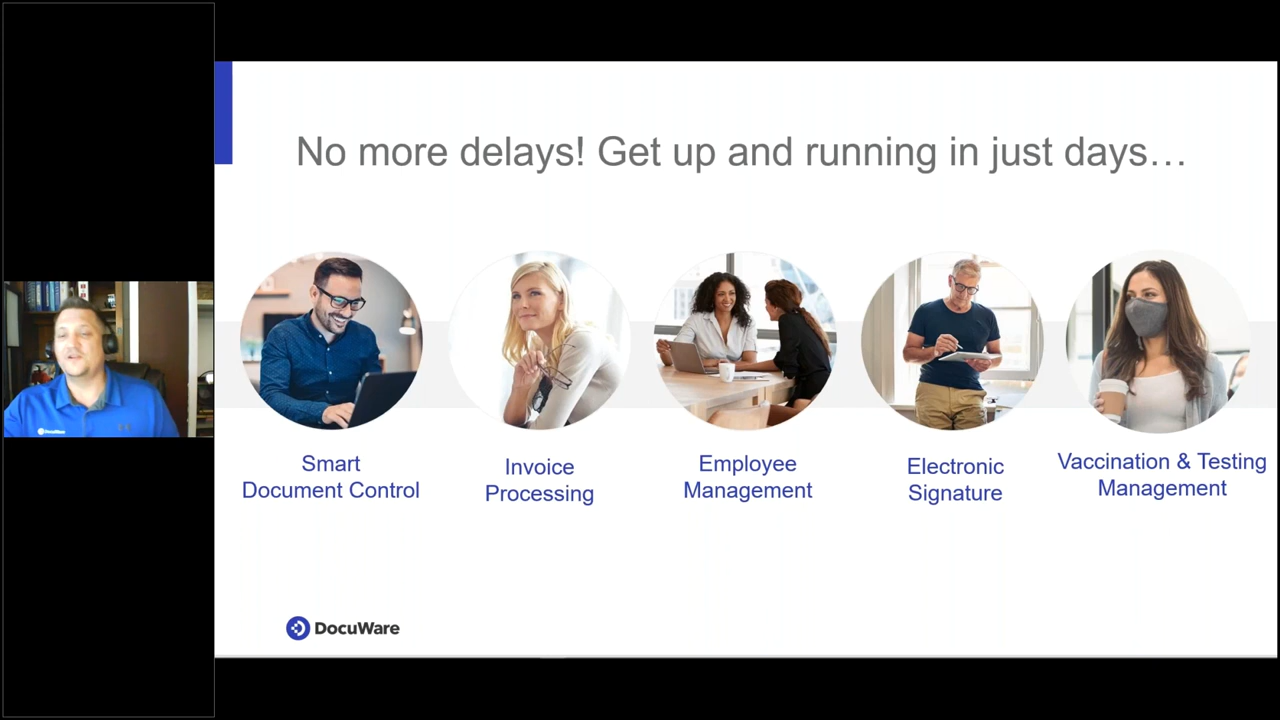 No more delays! Get up and running in just days…
Smart
Document Control
Invoice
Processing
Employee
Management
Electronic
Signature
Vaccination & Testing
Management
DocuWare
DocuWare